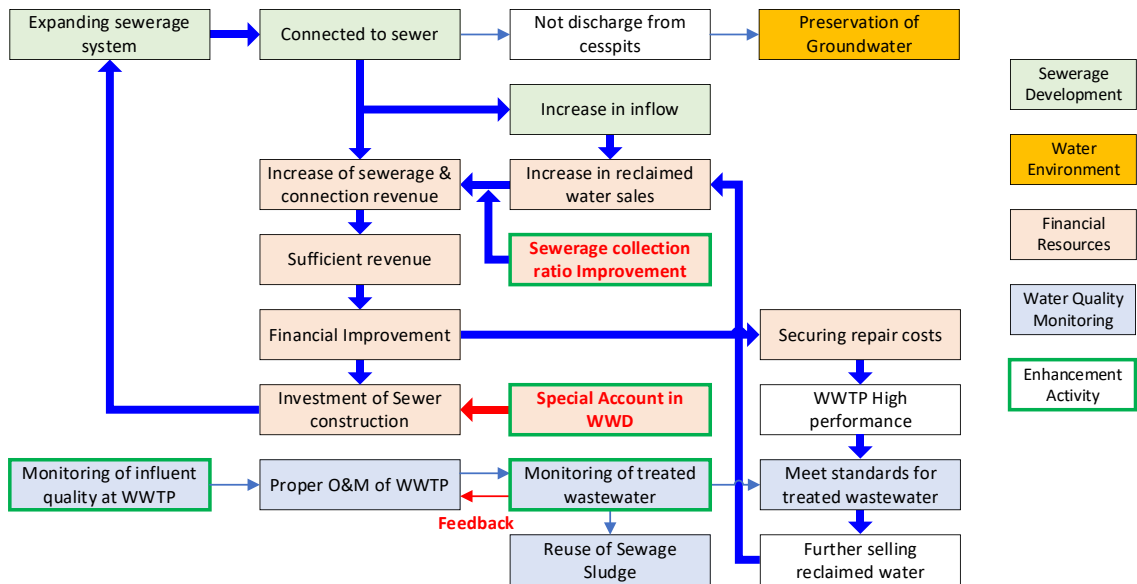 Expanding sewerage
system
Connected to sewer
Not discharge from
cesspits
Preservation of
Groundwater
Sewerage
Development
Increase in inflow
Water
Environment
Increase of sewerage &
connection revenue
Increase in reclaimed
water sales
Financial
Resources
Sufficient revenue
Sewerage collection
ratio Improvement
Water Quality
Monitoring
Financial Improvement
Securing repair costs
Enhancement
Activity
Investment of Sewer
construction
Special Account in
WWD
WWTP High
performance
Monitoring of influent
quality at WWTP
Proper O&M of WWTP
Monitoring of treated
wastewater
Meet standards for
treated wastewater
Feedback
Reuse of Sewage
Sludge
Further selling
reclaimed water